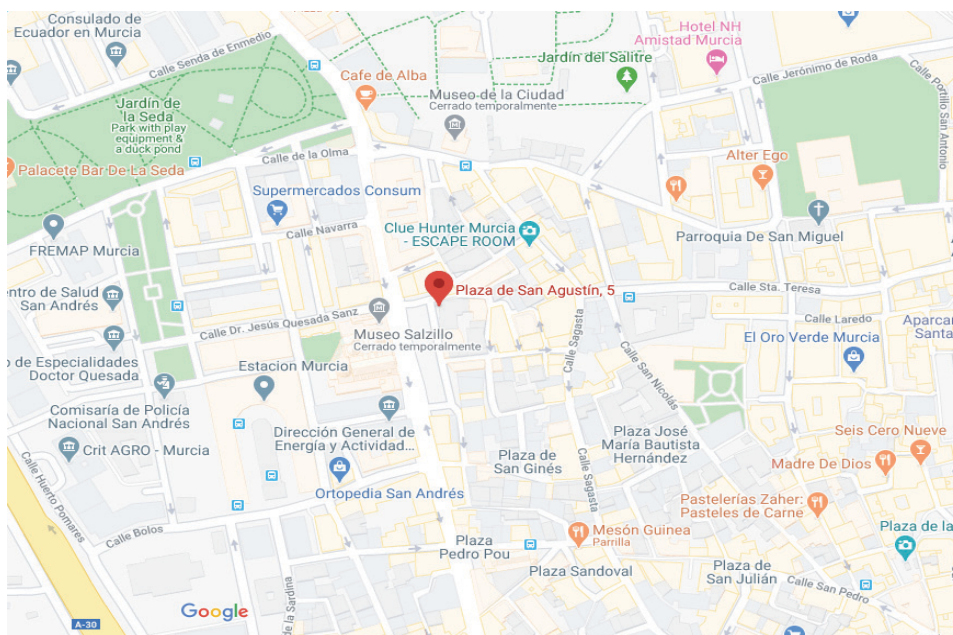 Consulado de
Ecuador en Murcia
Calle Senda de Enmedio
Hotel NH
Amistad Murcia
Jardín del Salitre
Calle Jerónimo de Roda
Calle Portillo San Antonio
Cafe de Alba
Museo de la Ciudad
Cerrado temporalmente
Jardín de
la Seda
Park with play
equipment &
a duck pond
Palacete Bar De La Seda
Calle de la Olma
Alter Ego
Supermercados Consum
Calle Navarra
Clue Hunter Murcia
- ESCAPE ROOM
Parroquia De San Miguel
FREMAP Murcia
Plaza de San Agustín, 5
Calle Sta. Teresa
entro de Salud
San Andrés
Calle Dr. Jesús Quesada Sanz
Museo Salzillo
Cerrado temporalmente
Calle Laredo
Aparcar
Santa
El Oro Verde Murcia
Calle Sagasta
Calle San Nicolás
o de Especialidades
Doctor Quesada
Estacion Murcia
Comisaría de Policía
Nacional San Andrés
Dirección General de
Energía y Actividad...
Crit AGRO - Murcia
Plaza de
San Ginés
Plaza José
María Bautista
Hernández
Seis Cero Nueve
Madre De Dios
Calle Sagasta
Ortopedia San Andrés
Calle Huerto Pomares
Pastelerías Zaher:
Pasteles de Carne
Calle Bolos
Mesón Guinea
Parrilla
Plaza de la
Plaza
Pedro Pou
Plaza Sandoval
Plaza de
San Julián
Calle San Pedro
de la Sardina
Google
A-30